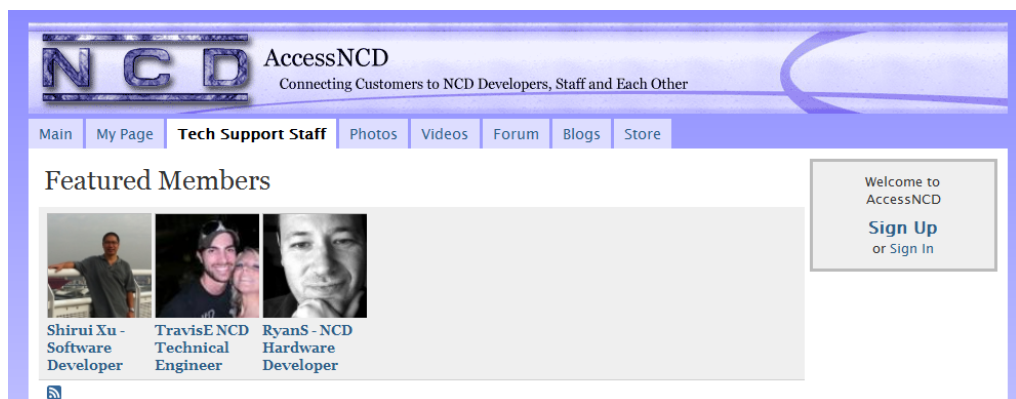 NCD
AccessNCD
Connecting Customers to NCD Developers, Staff and Each Other
Main My Page Tech Support Staff Photos Videos Forum Blogs Store
Featured Members
Welcome to
AccessNCD
Sign Up
or Sign In
Shirui Xu -
Software
Developer
TravisE NCD
Technical
Engineer
RyanS - NCD
Hardware
Developer